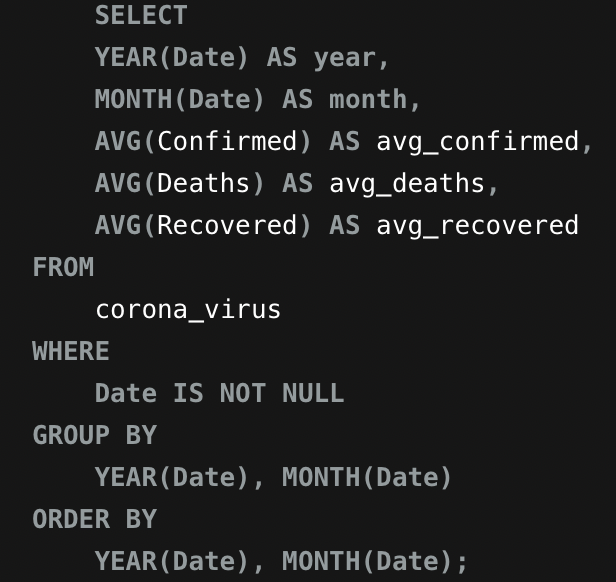 SELECT
YEAR(Date) AS year,
MONTH(Date) AS month,
AVG(Confirmed) AS avg_confirmed,
AVG(Deaths) AS avg_deaths,
AVG(Recovered) AS avg_recovered
FROM
corona_virus
WHERE
Date IS NOT NULL
GROUP BY
YEAR(Date), MONTH(Date)
ORDER BY
YEAR(Date), MONTH(Date);